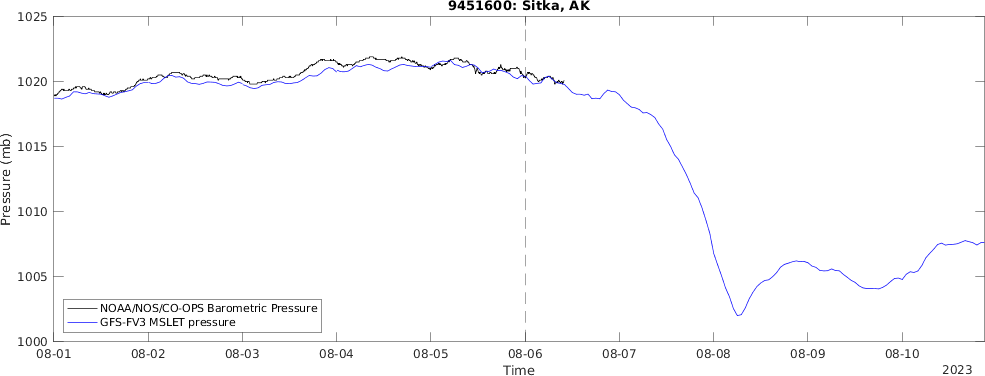 9451600: Sitka, AK
1025
1020
1015
1010
1005
1000
Pressure (mb)
NOAA/NOS/CO-OPS Barometric Pressure
GFS-FV3 MSLET pressure
08-01 08-02 08-03 08-04 08-05 08-06 08-07 08-08 08-09 08-10
Time
2023